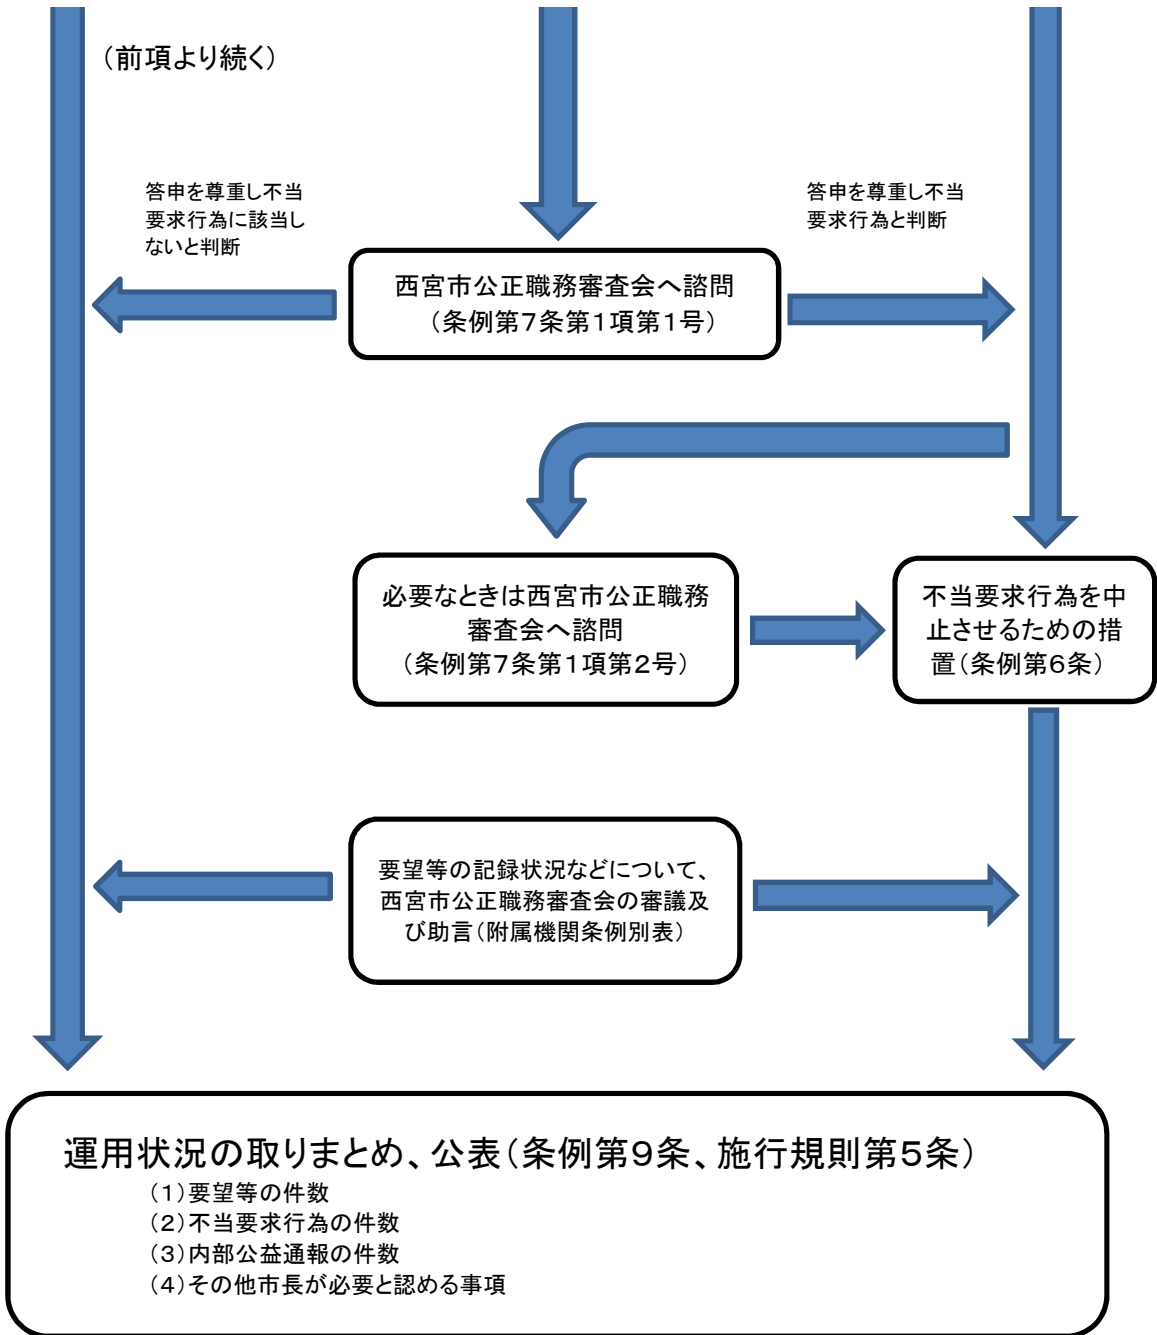 （前項より続く）
答申を尊重し不当
要求行為に該当し
ないと判断
答申を尊重し不当
要求行為と判断
西宮市公正職務審査会へ諮問
（条例第７条第１項第１号）
必要なときは西宮市公正職務
審査会へ諮問
（条例第７条第１項第２号）
不当要求行為を中
止させるための措
置（条例第６条）
要望等の記録状況などについて、
西宮市公正職務審査会の審議及
び助言（附属機関条例別表）
運用状況の取りまとめ、公表（条例第９条、施行規則第５条）
（１）要望等の件数
（２）不当要求行為の件数
（３）内部公益通報の件数
（４）その他市長が必要と認める事項